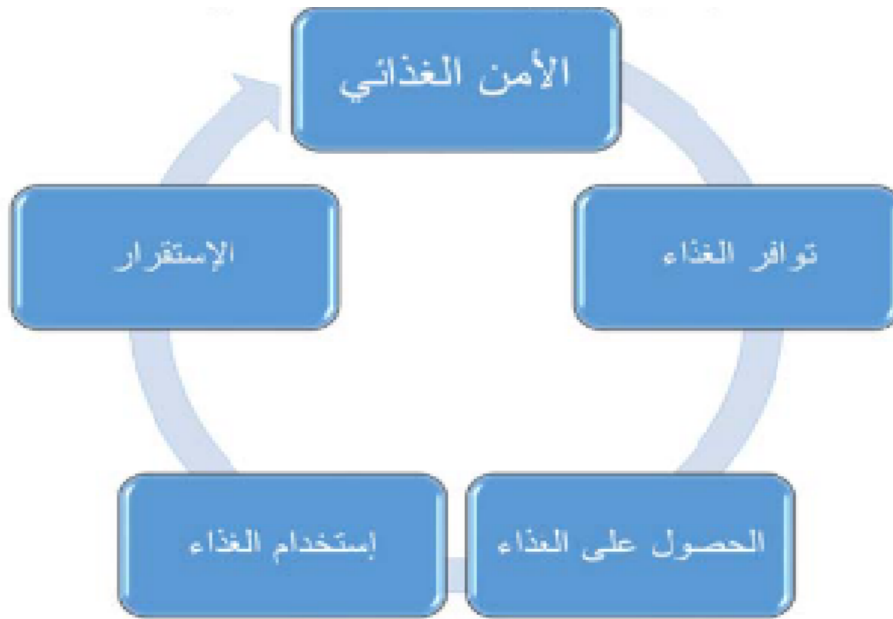 الأمن الغذائي
توافر الغذاء
الحصول على الغذاء
إستخدام الغذاء
الإستقرار